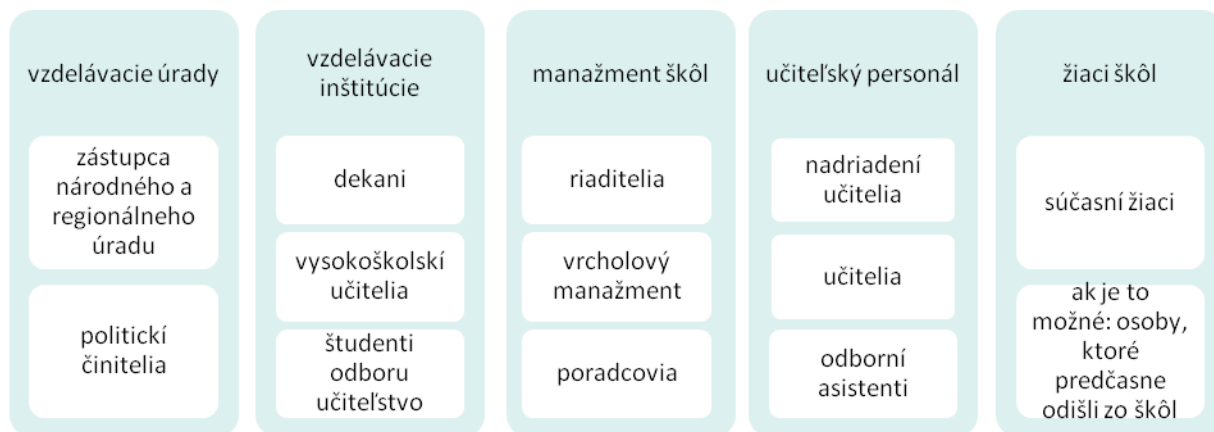 vzdelávacie úrady
zástupca
národného a
regionálneho
úradu
politickí
činitelia
vzdelávacie
inštitúcie
dekani
vysokoškolskí
učitelia
študenti
odboru
učiteľstvo
manažment škôl
riaditelia
vrcholový
manažment
poradcovia
učiteľský personál
nadriadení
učitelia
učitelia
odborní
asistenti
žiaci škôl
súčasní žiaci
ak je to
možné: osoby,
ktoré
predčasne
odišli zo škôl